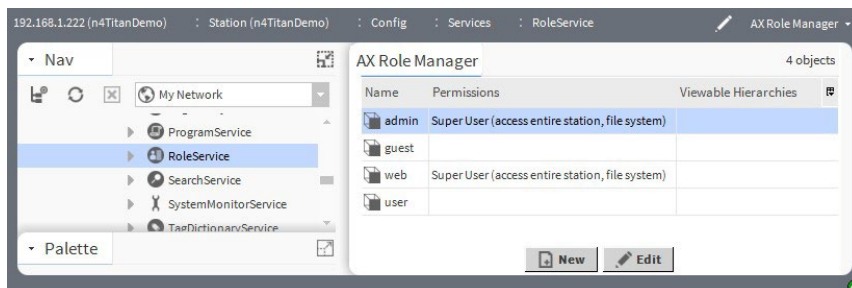 192.168.1.222 (n4TitanDemo) : Station (n4TitanDemo) : Config : Services : RoleService AX Role Manager
Nav
My Network
ProgramService
RoleService
SearchService
SystemMonitorService
TagDictionaryService
Palette
AX Role Manager 4 objects
Name Permissions Viewable Hierarchies
admin Super User (access entire station, file system)
guest
web Super User (access entire station, file system)
user
New Edit